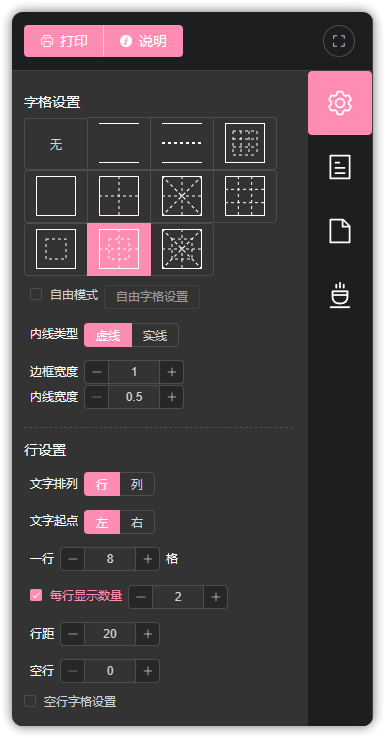 打印 说明
字格设置
无
自由模式 自由字格设置
内线类型 虚线 实线
边框宽度 − 1 +
内线宽度 − 0.5 +
行设置
文字排列 行 列
文字起点 左 右
一行 − 8 + 格
每行显示数量 − 2 +
行距 − 20 +
空行 − 0 +
空行字格设置